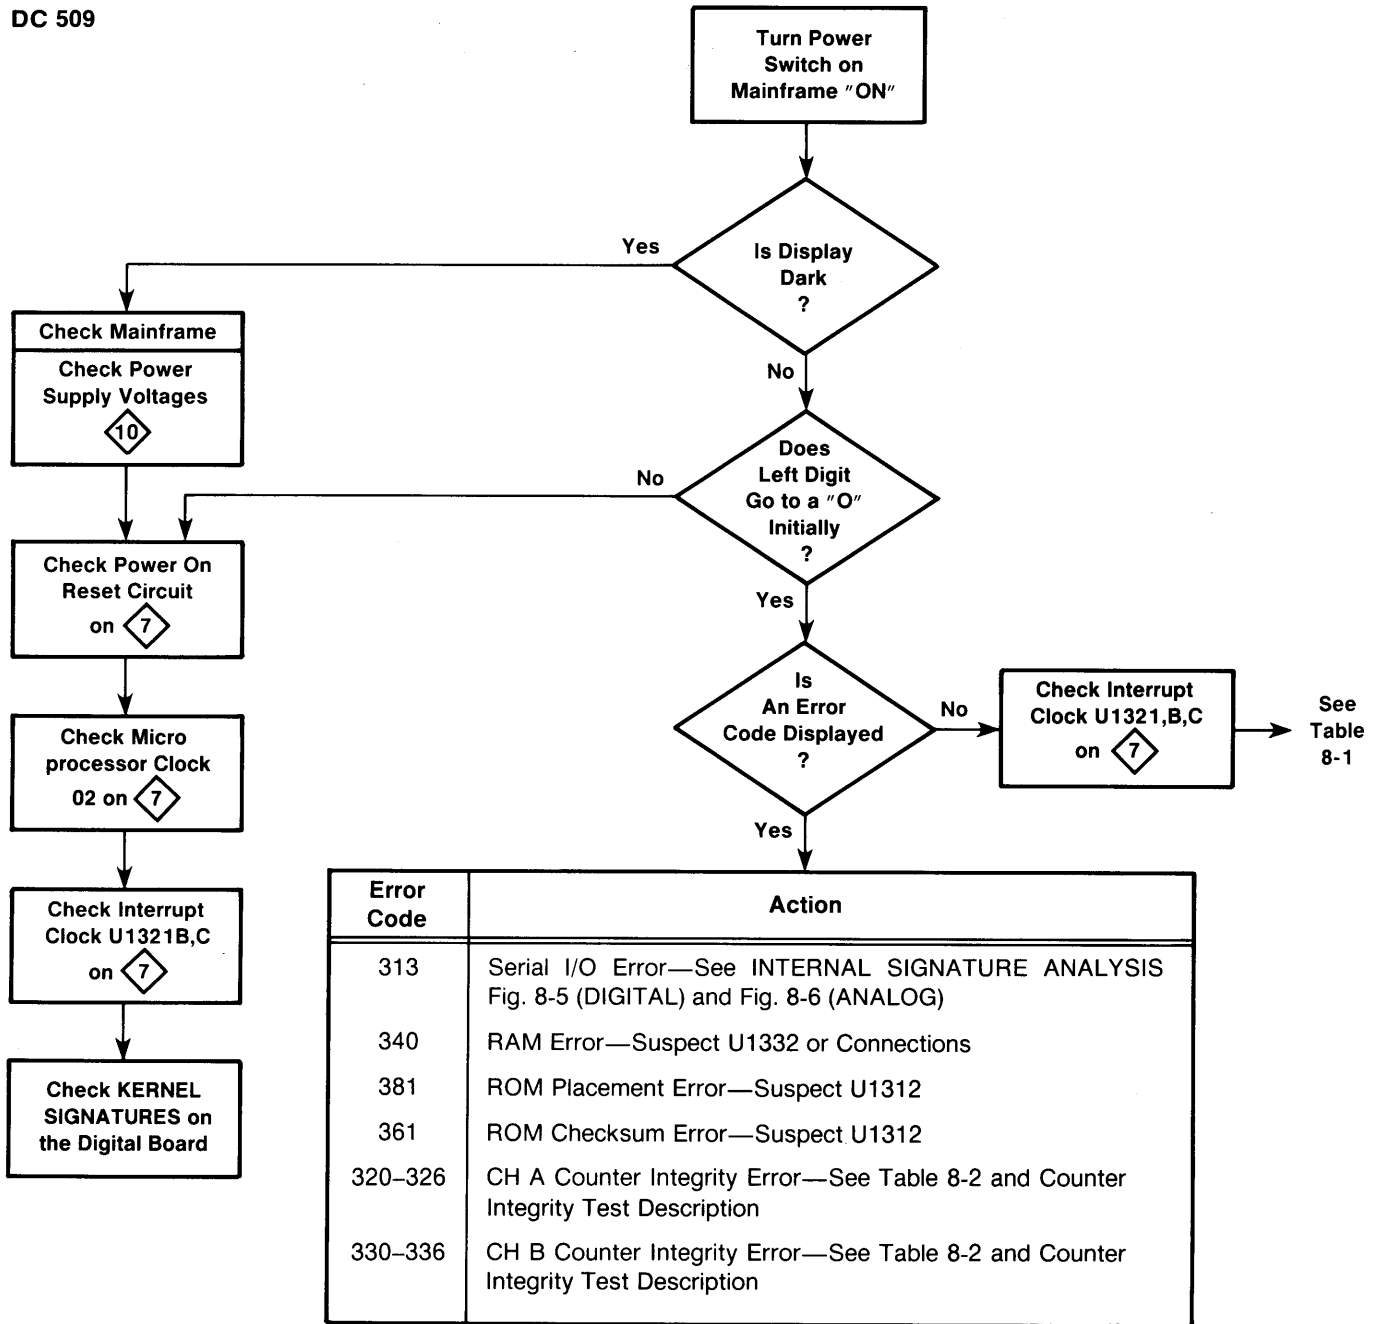 DC 509
Turn Power
Switch on
Mainframe "ON"
Yes
Is Display
Dark
?
Check Mainframe
Check Power
Supply Voltages
10
No
Does
Left Digit
Go to a "O"
Initially
?
No
Check Power On
Reset Circuit
on 7
Yes
Is
An Error
Code Displayed
?
No
Check Interrupt
Clock U1321,B,C
on 7
See
Table
8-1
Check Micro
processor Clock
02 on 7
Yes
Check Interrupt
Clock U1321B,C
on 7
Check KERNEL
SIGNATURES on
the Digital Board
Error
Code
Action
313 Serial I/O Error—See INTERNAL SIGNATURE ANALYSIS
Fig. 8-5 (DIGITAL) and Fig. 8-6 (ANALOG)
340 RAM Error—Suspect U1332 or Connections
381 ROM Placement Error—Suspect U1312
361 ROM Checksum Error—Suspect U1312
320–326 CH A Counter Integrity Error—See Table 8-2 and Counter
Integrity Test Description
330–336 CH B Counter Integrity Error—See Table 8-2 and Counter
Integrity Test Description